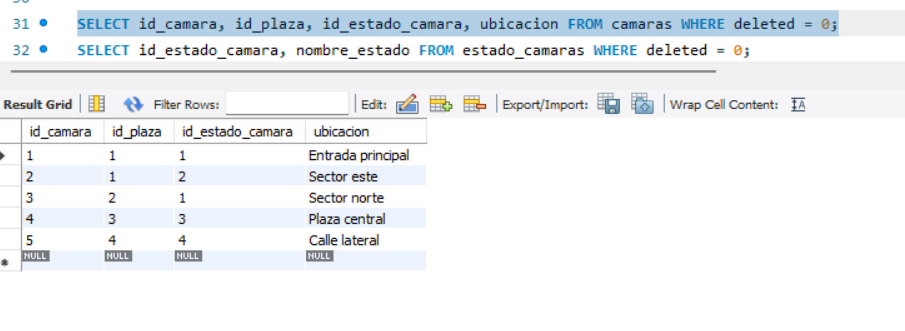 31 SELECT id_camara, id_plaza, id_estado_camara, ubicacion FROM camaras WHERE deleted = 0;
32 SELECT id_estado_camara, nombre_estado FROM estado_camaras WHERE deleted = 0;
Result Grid Filter Rows: Edit: Export/Import: Wrap Cell Content: IA
id_camara id_plaza id_estado_camara ubicacion
1 1 1 Entrada principal
2 1 2 Sector este
3 2 1 Sector norte
4 3 3 Plaza central
5 4 4 Calle lateral
NULL NULL NULL NULL